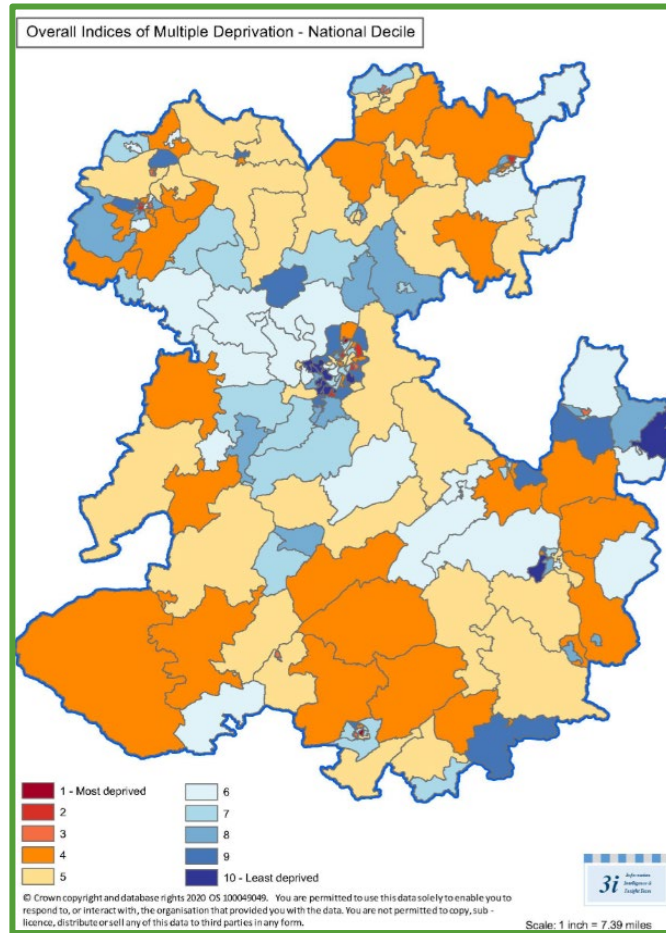 Overall Indices of Multiple Deprivation - National Decile
1 - Most deprived
2
3
4
5
6
7
8
9
10 - Least deprived
3i
Information
Intelligence &
Insight Team
© Crown copyright and database rights 2020 OS 100049049. You are permitted to use this data solely to enable you to
respond to, or interact with, the organisation that provided you with the data. You are not permitted to copy, sub -
licence, distribute or sell any of this data to third parties in any form.
Scale: 1 inch = 7.39 miles